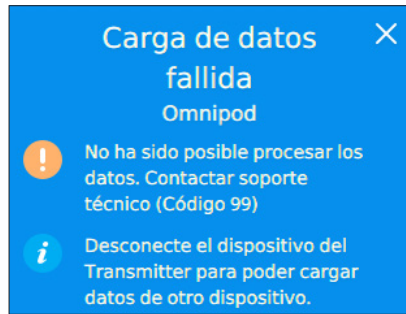 Carga de datos
fallida
Omnipod
No ha sido posible procesar los
datos. Contactar soporte
técnico (Código 99)
Desconecte el dispositivo del
Transmitter para poder cargar
datos de otro dispositivo.